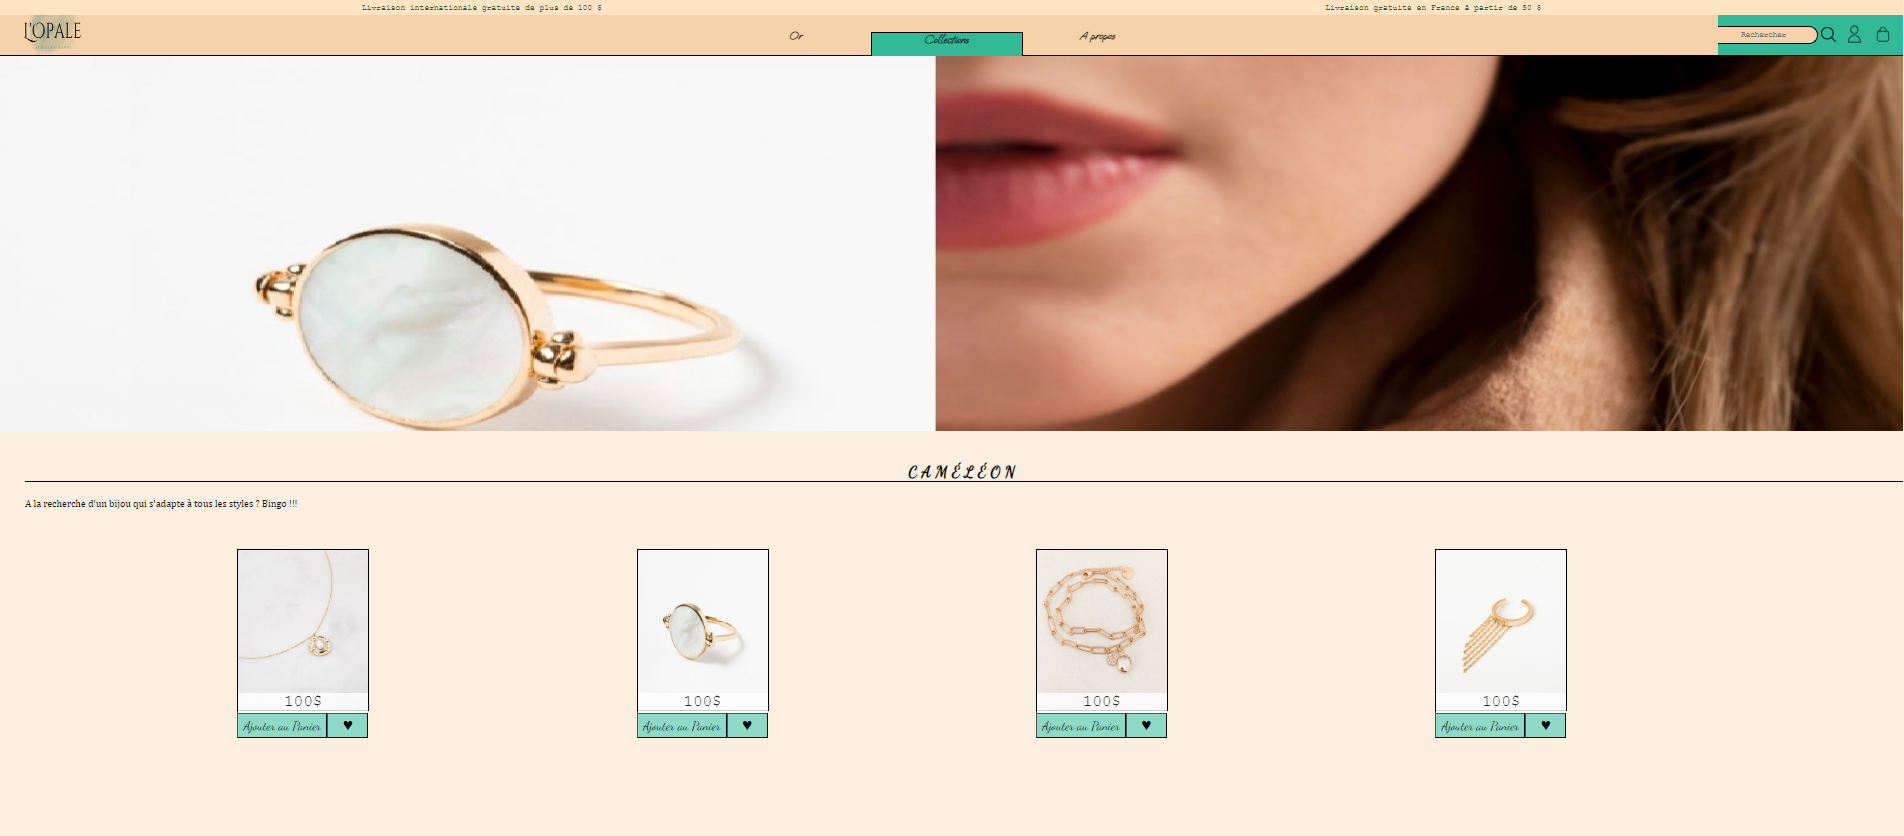 Livraison internationale gratuite de plus de 100 $
Livraison gratuite en France à partir de 50 $
L'OPALE
Or
Collections
A propos
Rechercher
CAMÉLÉON
A la recherche d'un bijou qui s'adapte à tous les styles ? Bingo !!!
100$
100$
100$
100$
Ajouter au Panier ♥
Ajouter au Panier ♥
Ajouter au Panier ♥
Ajouter au Panier ♥